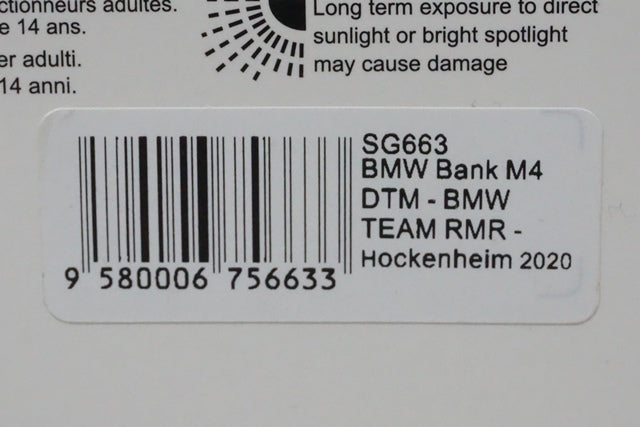 ctionneurs adultes.
e 14 ans.
er adulti.
14 anni.
Long term exposure to direct
sunlight or bright spotlight
may cause damage
SG663
BMW Bank M4
DTM - BMW
TEAM RMR -
Hockenheim 2020
9 580006 756633